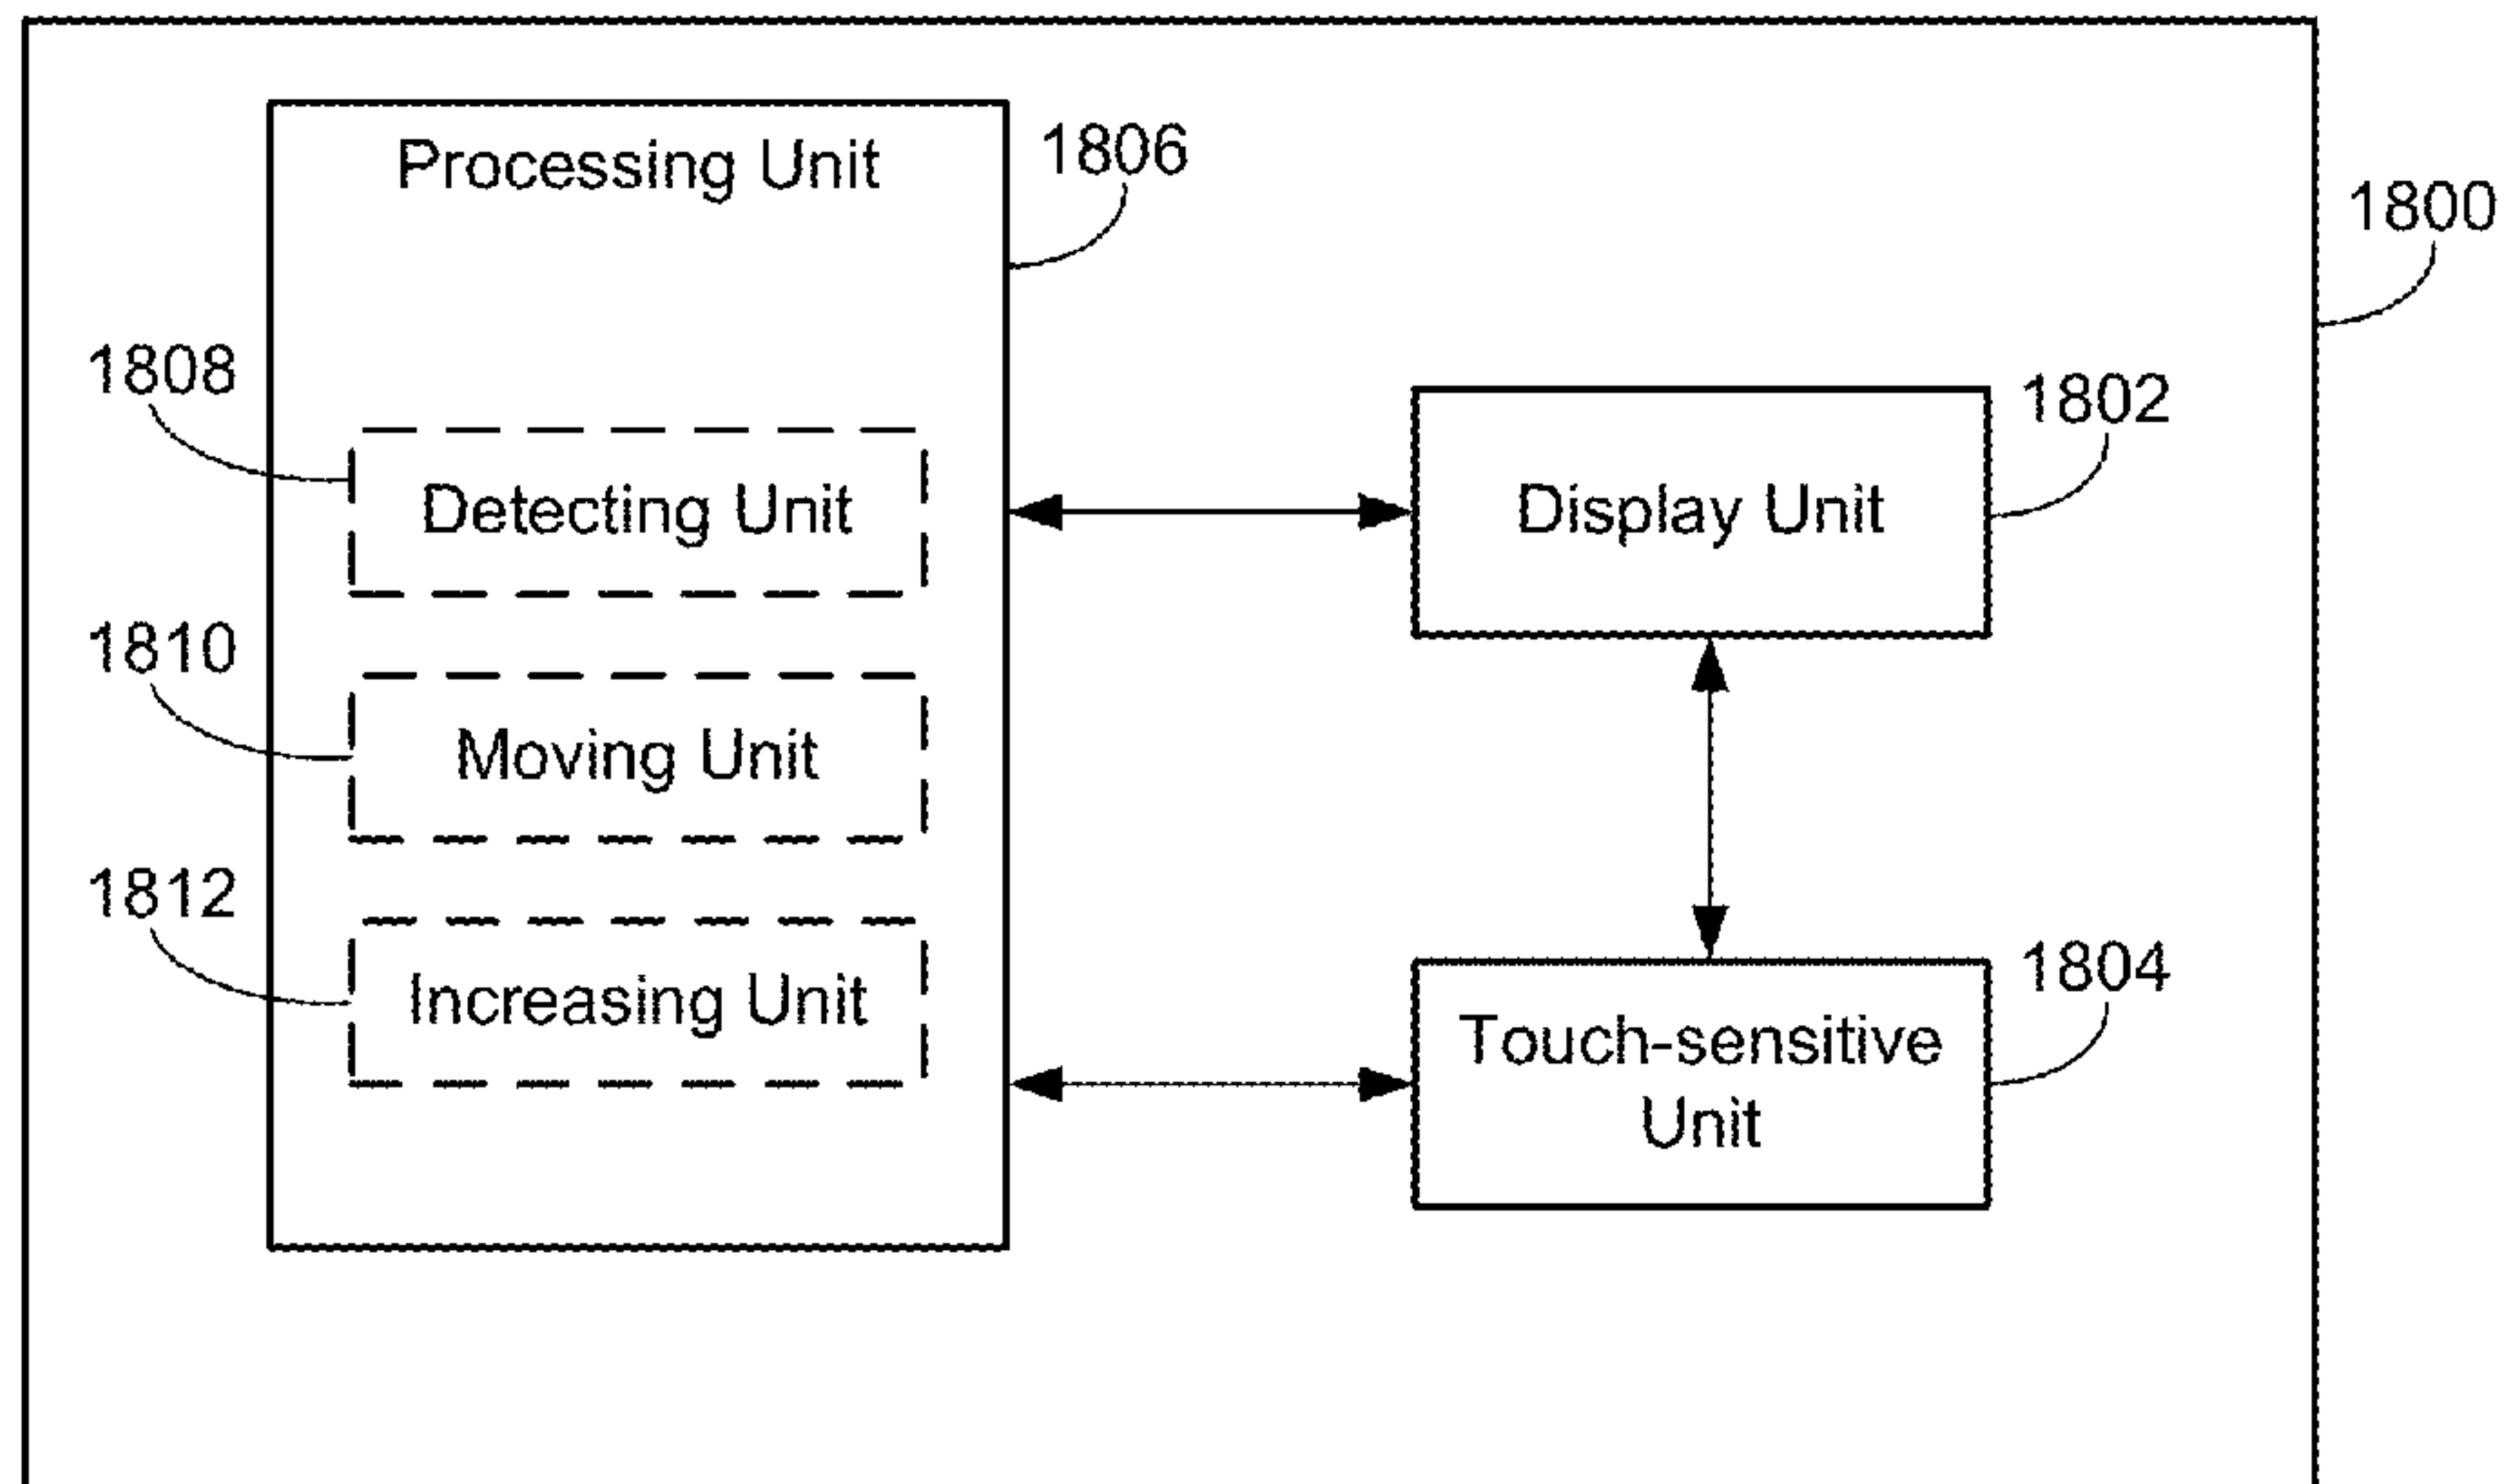 Processing Unit
1806
1800
1808
1802
Detecting Unit
Display Unit
1810
Moving Unit
1812
1804
Increasing Unit
Touch-sensitive
Unit